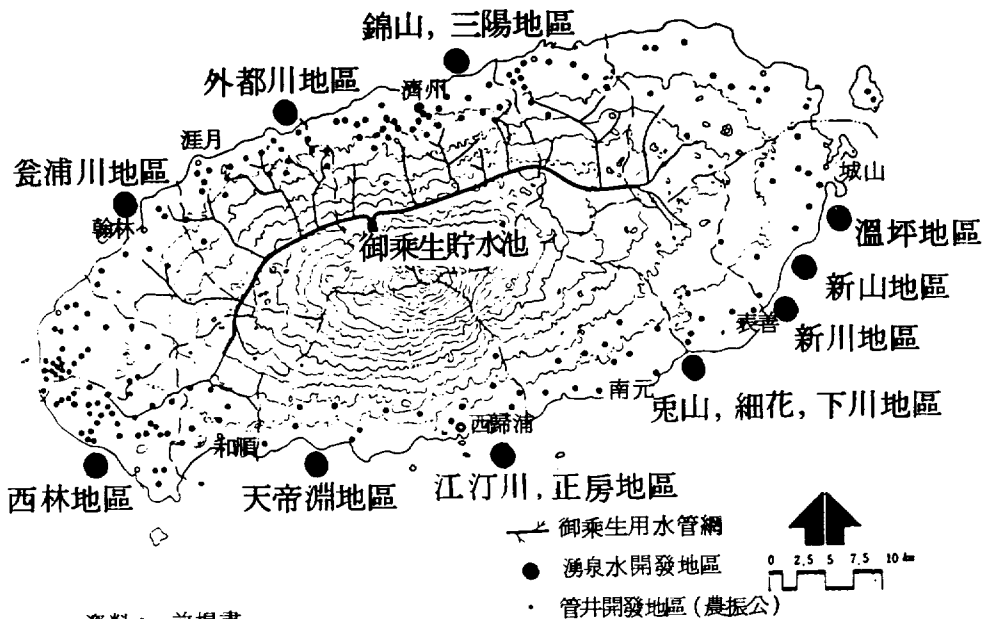 錦山, 三陽地區
外都川地區
濟州
涯月
瓮浦川地區
翰林
城山
御乘生貯水池
溫坪地區
新山地區
表善
新川地區
南元
兎山, 細花, 下川地區
西歸浦
和順
西林地區
天帝淵地區
江汀川, 正房地區
御乘生用水管網
湧泉水開發地區
管井開發地區 (農振公)
0 2.5 5 7.5 10 km